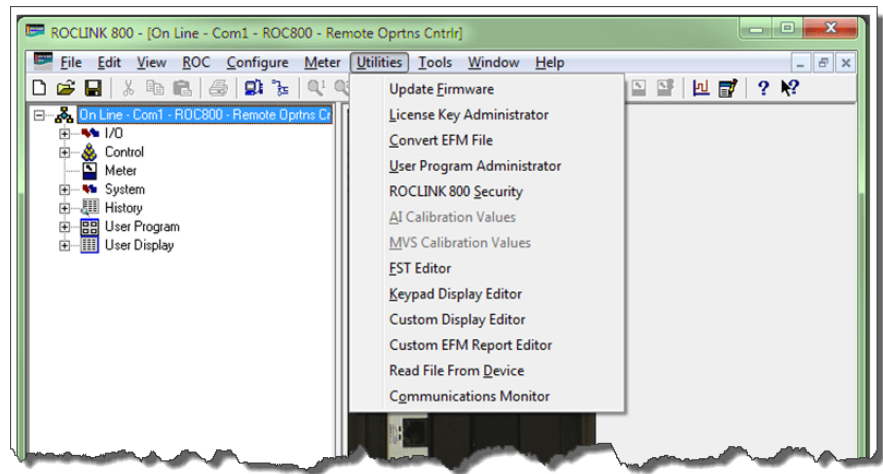 ROCLINK 800 - [On Line - Com1 - ROC800 - Remote Oprtns Cntrlr]
File Edit View ROC Configure Meter Utilities Tools Window Help
On Line - Com1 - ROC800 - Remote Oprtns Cr
I/O
Control
Meter
System
History
User Program
User Display
Update Firmware
License Key Administrator
Convert EFM File
User Program Administrator
ROCLINK 800 Security
AI Calibration Values
MVS Calibration Values
FST Editor
Keypad Display Editor
Custom Display Editor
Custom EFM Report Editor
Read File From Device
Communications Monitor